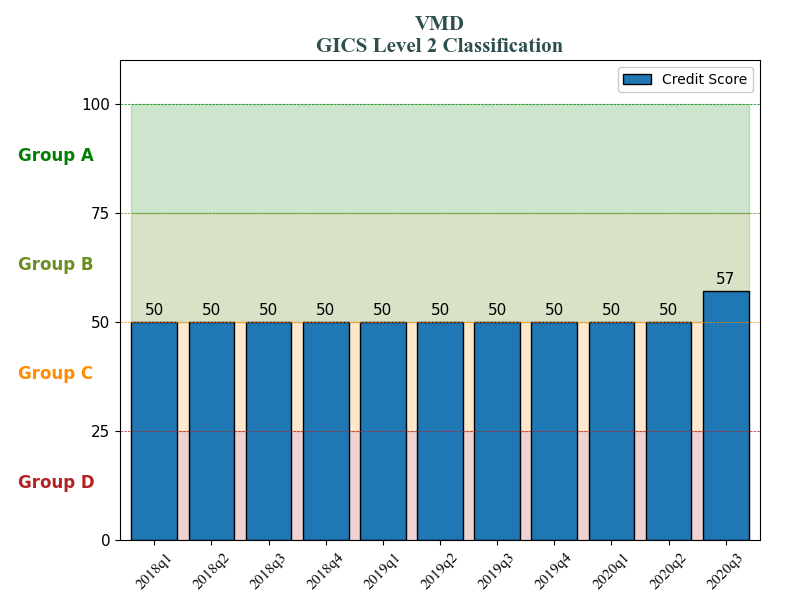 VMD
GICS Level 2 Classification
Credit Score
100
Group A
75
Group B
57
50 50 50 50 50 50 50 50 50 50
50
Group C
25
Group D
0
2018q1 2018q2 2018q3 2018q4 2019q1 2019q2 2019q3 2019q4 2020q1 2020q2 2020q3